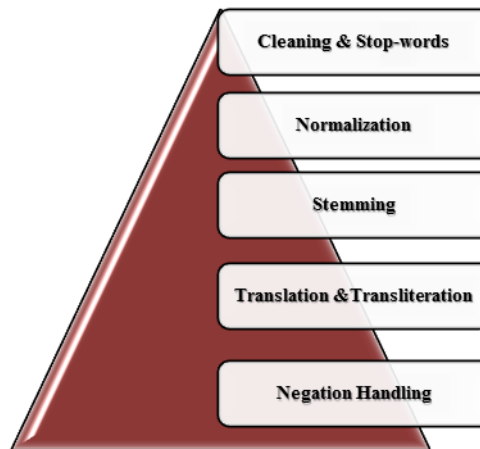 Cleaning & Stop-words
Normalization
Stemming
Translation &Transliteration
Negation Handling